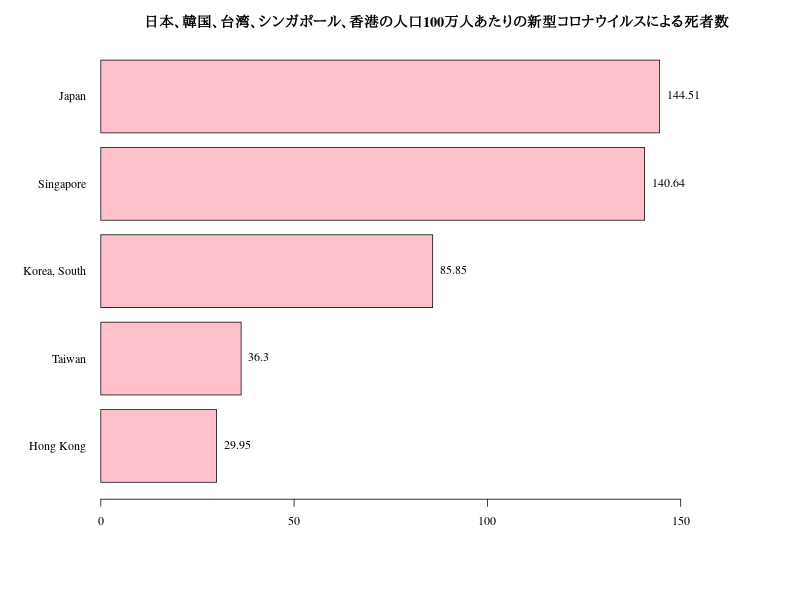 日本、韓国、台湾、シンガポール、香港の人口100万人あたりの新型コロナウイルスによる死者数
Japan 144.51
Singapore 140.64
Korea, South 85.85
Taiwan 36.3
Hong Kong 29.95
0 50 100 150